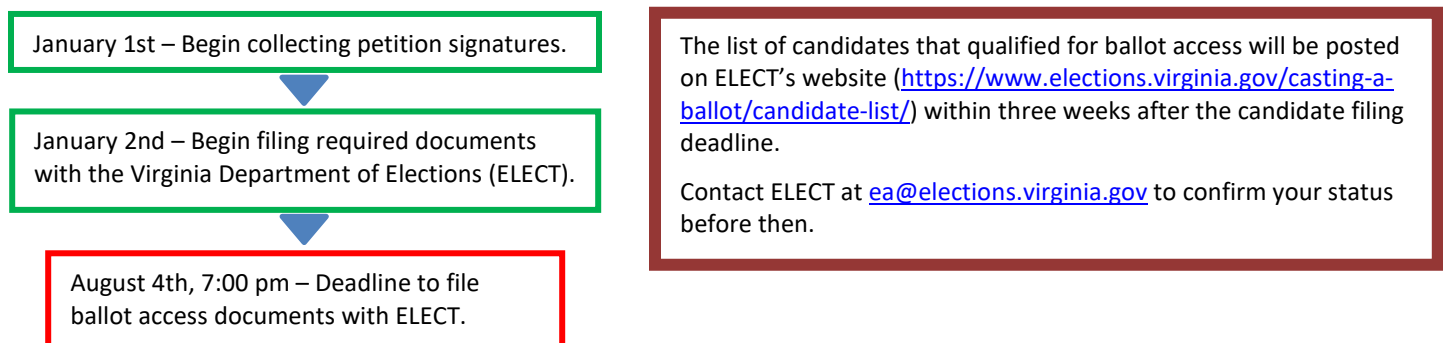 January 1st – Begin collecting petition signatures.
January 2nd – Begin filing required documents
with the Virginia Department of Elections (ELECT).
August 4th, 7:00 pm – Deadline to file
ballot access documents with ELECT.
The list of candidates that qualified for ballot access will be posted
on ELECT’s website (https://www.elections.virginia.gov/casting-a-
ballot/candidate-list/) within three weeks after the candidate filing
deadline.
Contact ELECT at ea@elections.virginia.gov to confirm your status
before then.